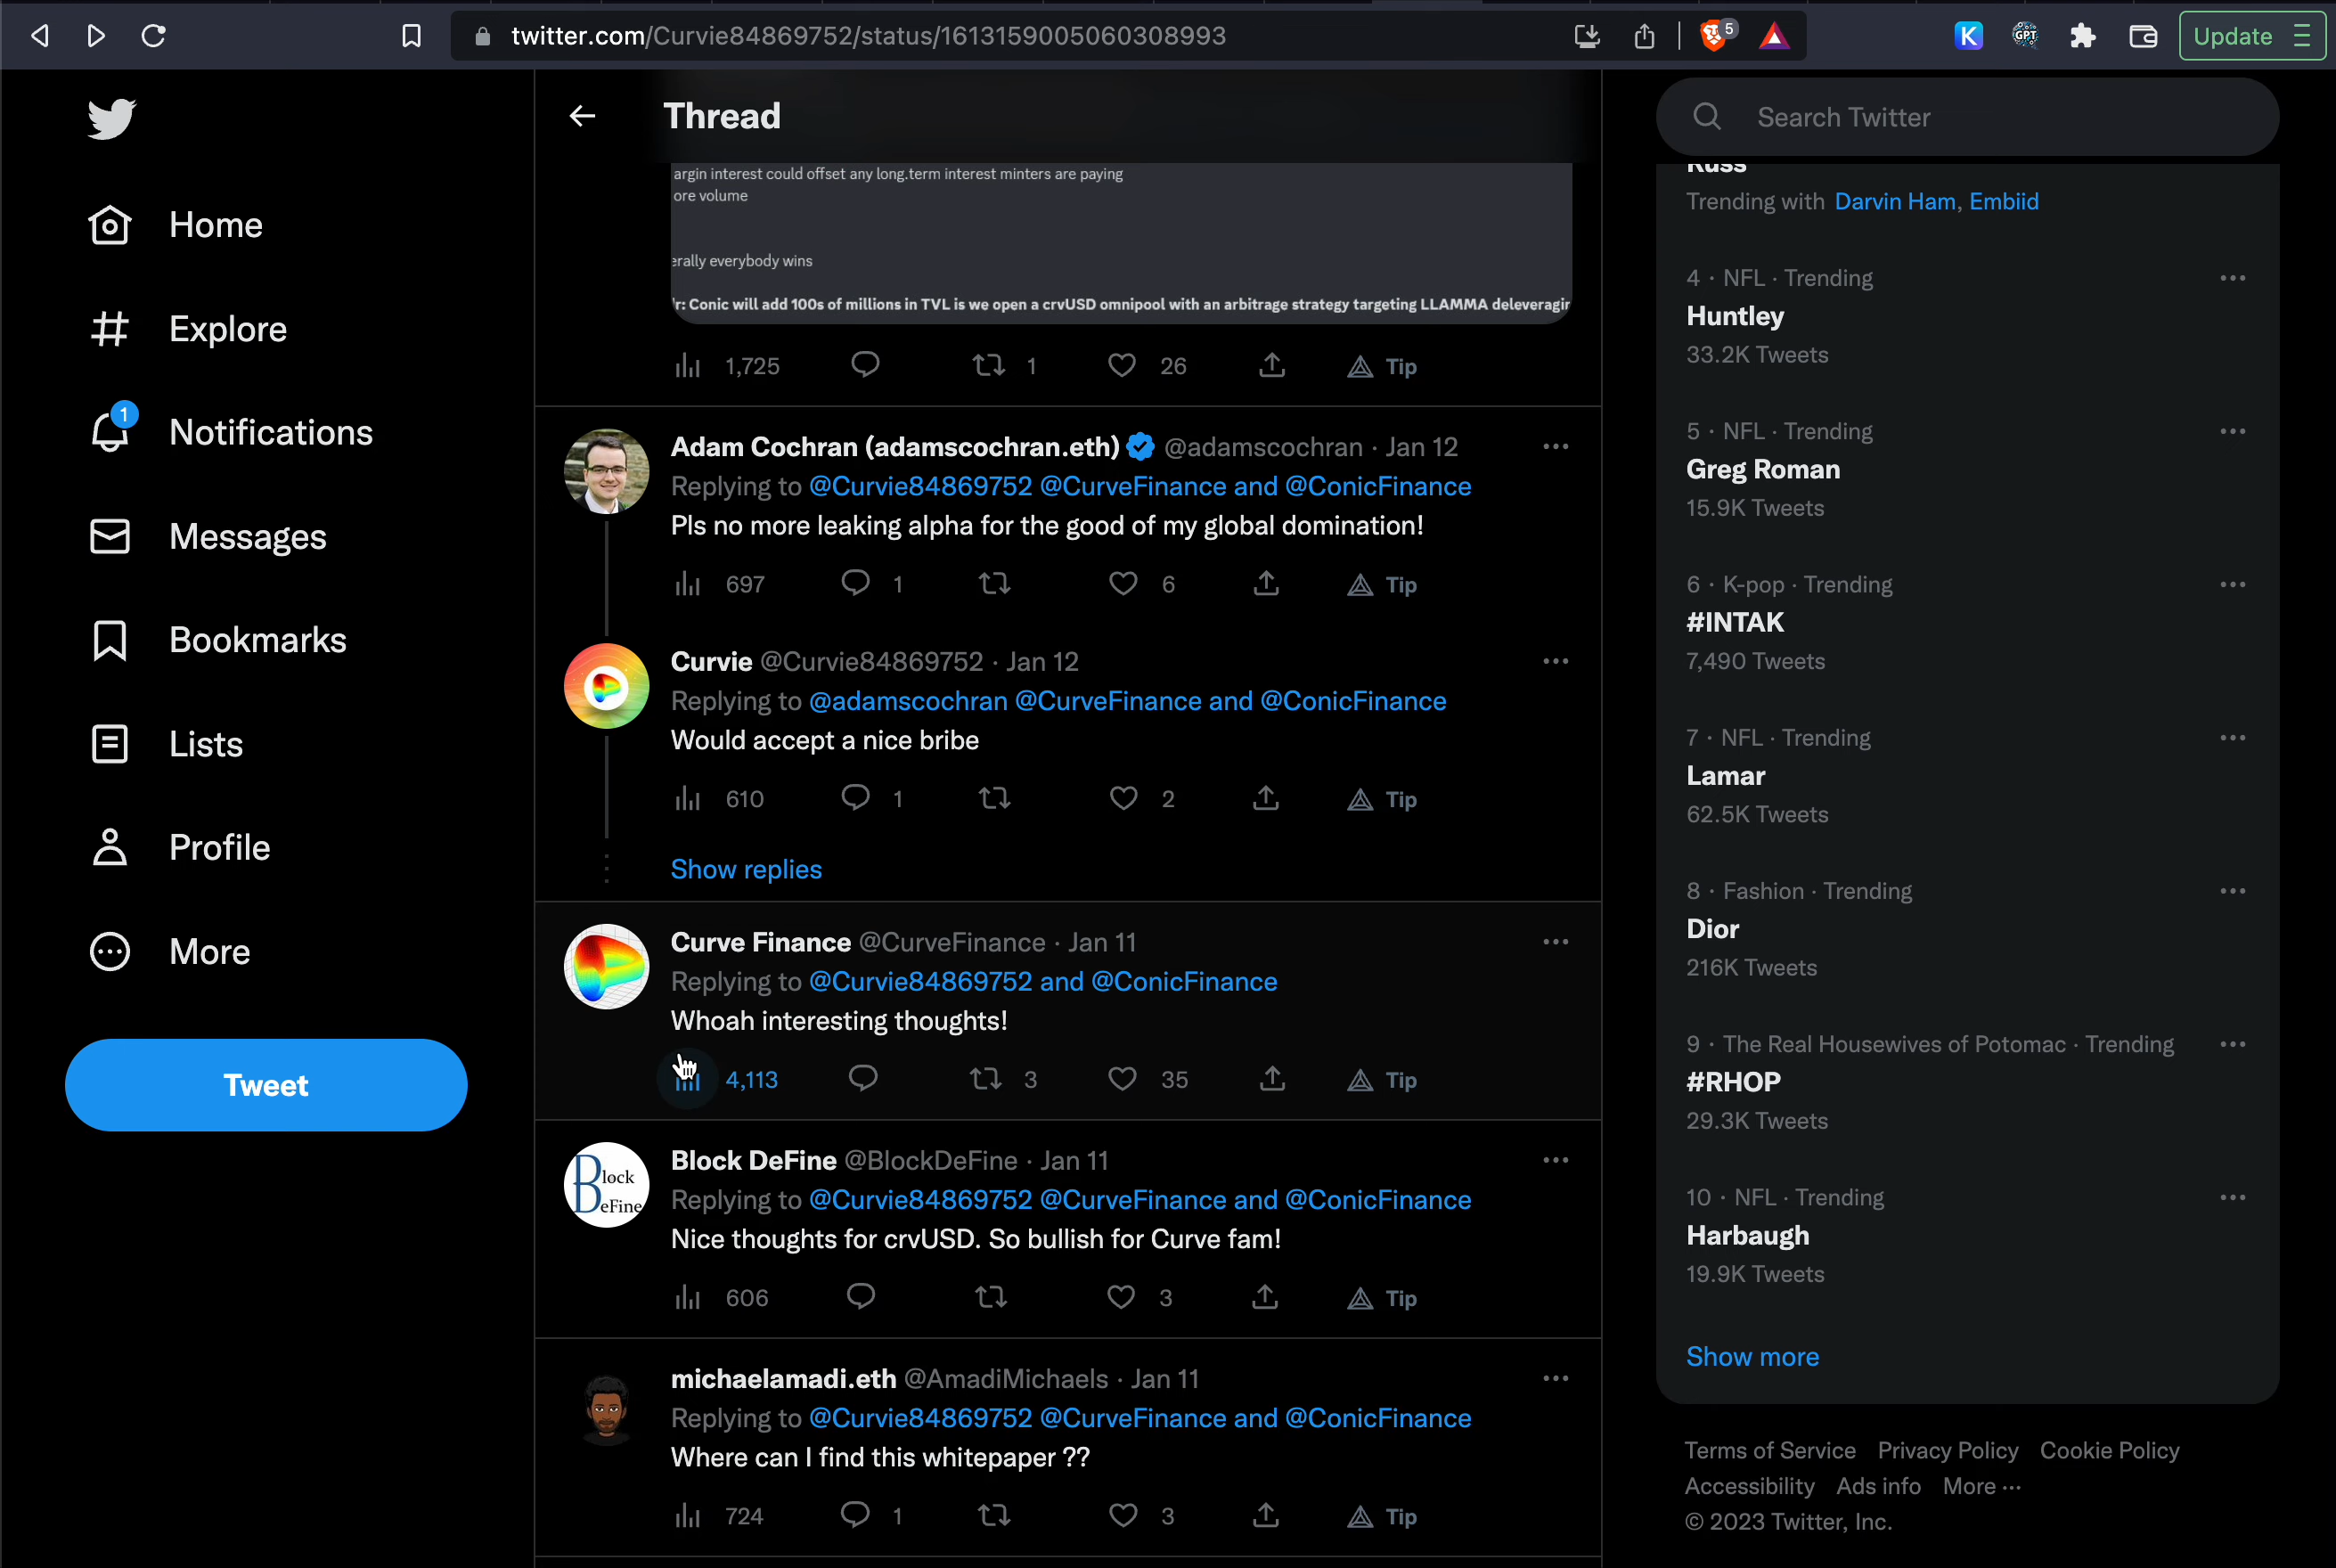 twitter.com/Curvie84869752/status/1613159005060308993
5
K
GPT
Update
Home
Explore
1
Notifications
Messages
Bookmarks
Lists
Profile
More
Tweet
Thread
argin interest could offset any long.term interest minters are paying
ore volume
erally everybody wins
r: Conic will add 100s of millions in TVL is we open a crvUSD omnipool with an arbitrage strategy targeting LLAMMA deleveragin
1,725 1 26 Tip
Adam Cochran (adamscochran.eth) @adamscochran · Jan 12
Replying to @Curvie84869752 @CurveFinance and @ConicFinance
Pls no more leaking alpha for the good of my global domination!
697 1 6 Tip
Curvie @Curvie84869752 · Jan 12
Replying to @adamscochran @CurveFinance and @ConicFinance
Would accept a nice bribe
610 1 2 Tip
Show replies
Curve Finance @CurveFinance · Jan 11
Replying to @Curvie84869752 and @ConicFinance
Whoah interesting thoughts!
4,113 3 35 Tip
Block
DeFine
Block DeFine @BlockDeFine · Jan 11
Replying to @Curvie84869752 @CurveFinance and @ConicFinance
Nice thoughts for crvUSD. So bullish for Curve fam!
606 3 Tip
michaelamadi.eth @AmadiMichaels · Jan 11
Replying to @Curvie84869752 @CurveFinance and @ConicFinance
Where can I find this whitepaper ??
724 1 3 Tip
Search Twitter
Russ
Trending with Darvin Ham, Embiid
4 · NFL · Trending
Huntley
33.2K Tweets
5 · NFL · Trending
Greg Roman
15.9K Tweets
6 · K-pop · Trending
#INTAK
7,490 Tweets
7 · NFL · Trending
Lamar
62.5K Tweets
8 · Fashion · Trending
Dior
216K Tweets
9 · The Real Housewives of Potomac · Trending
#RHOP
29.3K Tweets
10 · NFL · Trending
Harbaugh
19.9K Tweets
Show more
Terms of Service Privacy Policy Cookie Policy
Accessibility Ads info More ···
© 2023 Twitter, Inc.